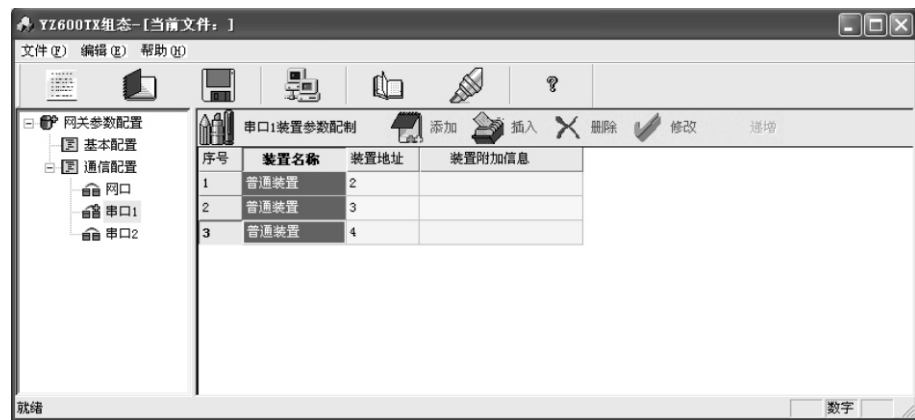 YZ600TX组态-[当前文件: ]
文件(F) 编辑(E) 帮助(H)
网关参数配置
基本配置
通信配置
网口
串口1
串口2
串口1装置参数配制 添加 插入 删除 修改 递增
序号 装置名称 装置地址 装置附加信息
1 普通装置 2
2 普通装置 3
3 普通装置 4
就绪 数字